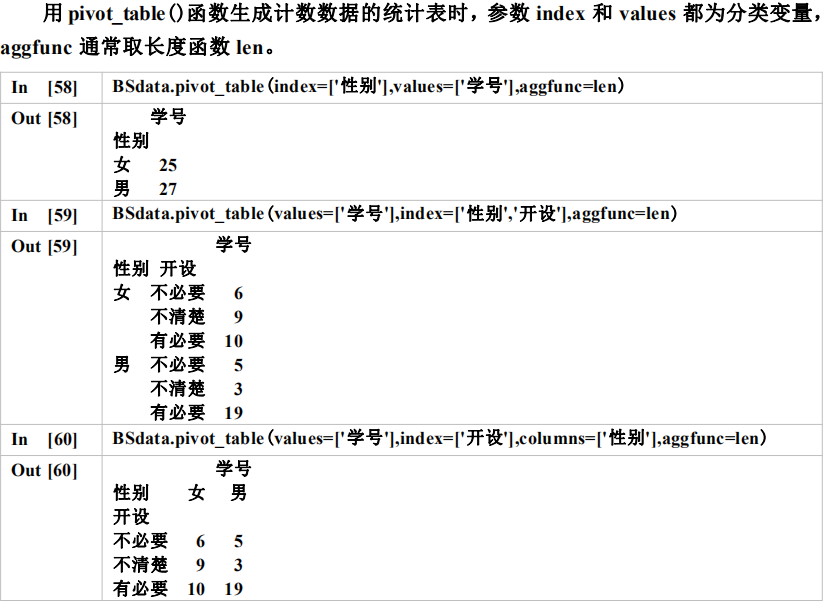 用 pivot_table()函数生成计数数据的统计表时，参数 index 和 values 都为分类变量，
aggfunc 通常取长度函数 len。
In [58] BSdata.pivot_table(index=['性别'],values=['学号'],aggfunc=len)
Out [58] 学号
性别
女 25
男 27
In [59] BSdata.pivot_table(values=['学号'],index=['性别','开设'],aggfunc=len)
Out [59] 学号
性别 开设
女 不必要 6
不清楚 9
有必要 10
男 不必要 5
不清楚 3
有必要 19
In [60] BSdata.pivot_table(values=['学号'],index=['开设'],columns=['性别'],aggfunc=len)
Out [60] 学号
性别 女 男
开设
不必要 6 5
不清楚 9 3
有必要 10 19